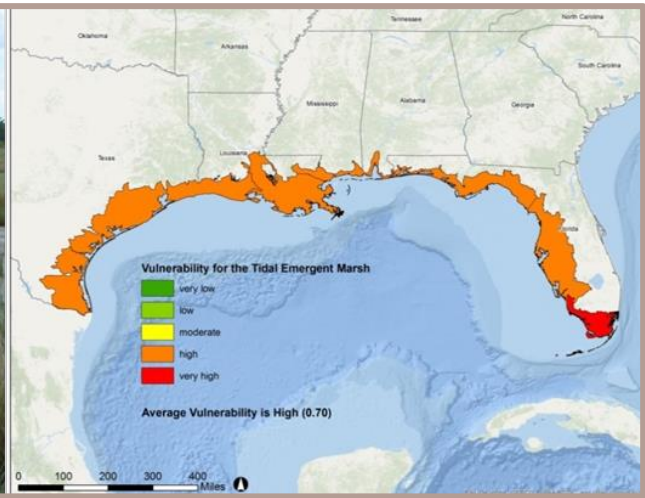 Tennessee
North Carolina
Oklahoma
Arkansas
South Carolina
Mississippi
Alabama
Georgia
Texas
Louisiana
Florida
Vulnerability for the Tidal Emergent Marsh
very low
low
moderate
high
very high
Average Vulnerability is High (0.70)
0 100 200 300 400
Miles